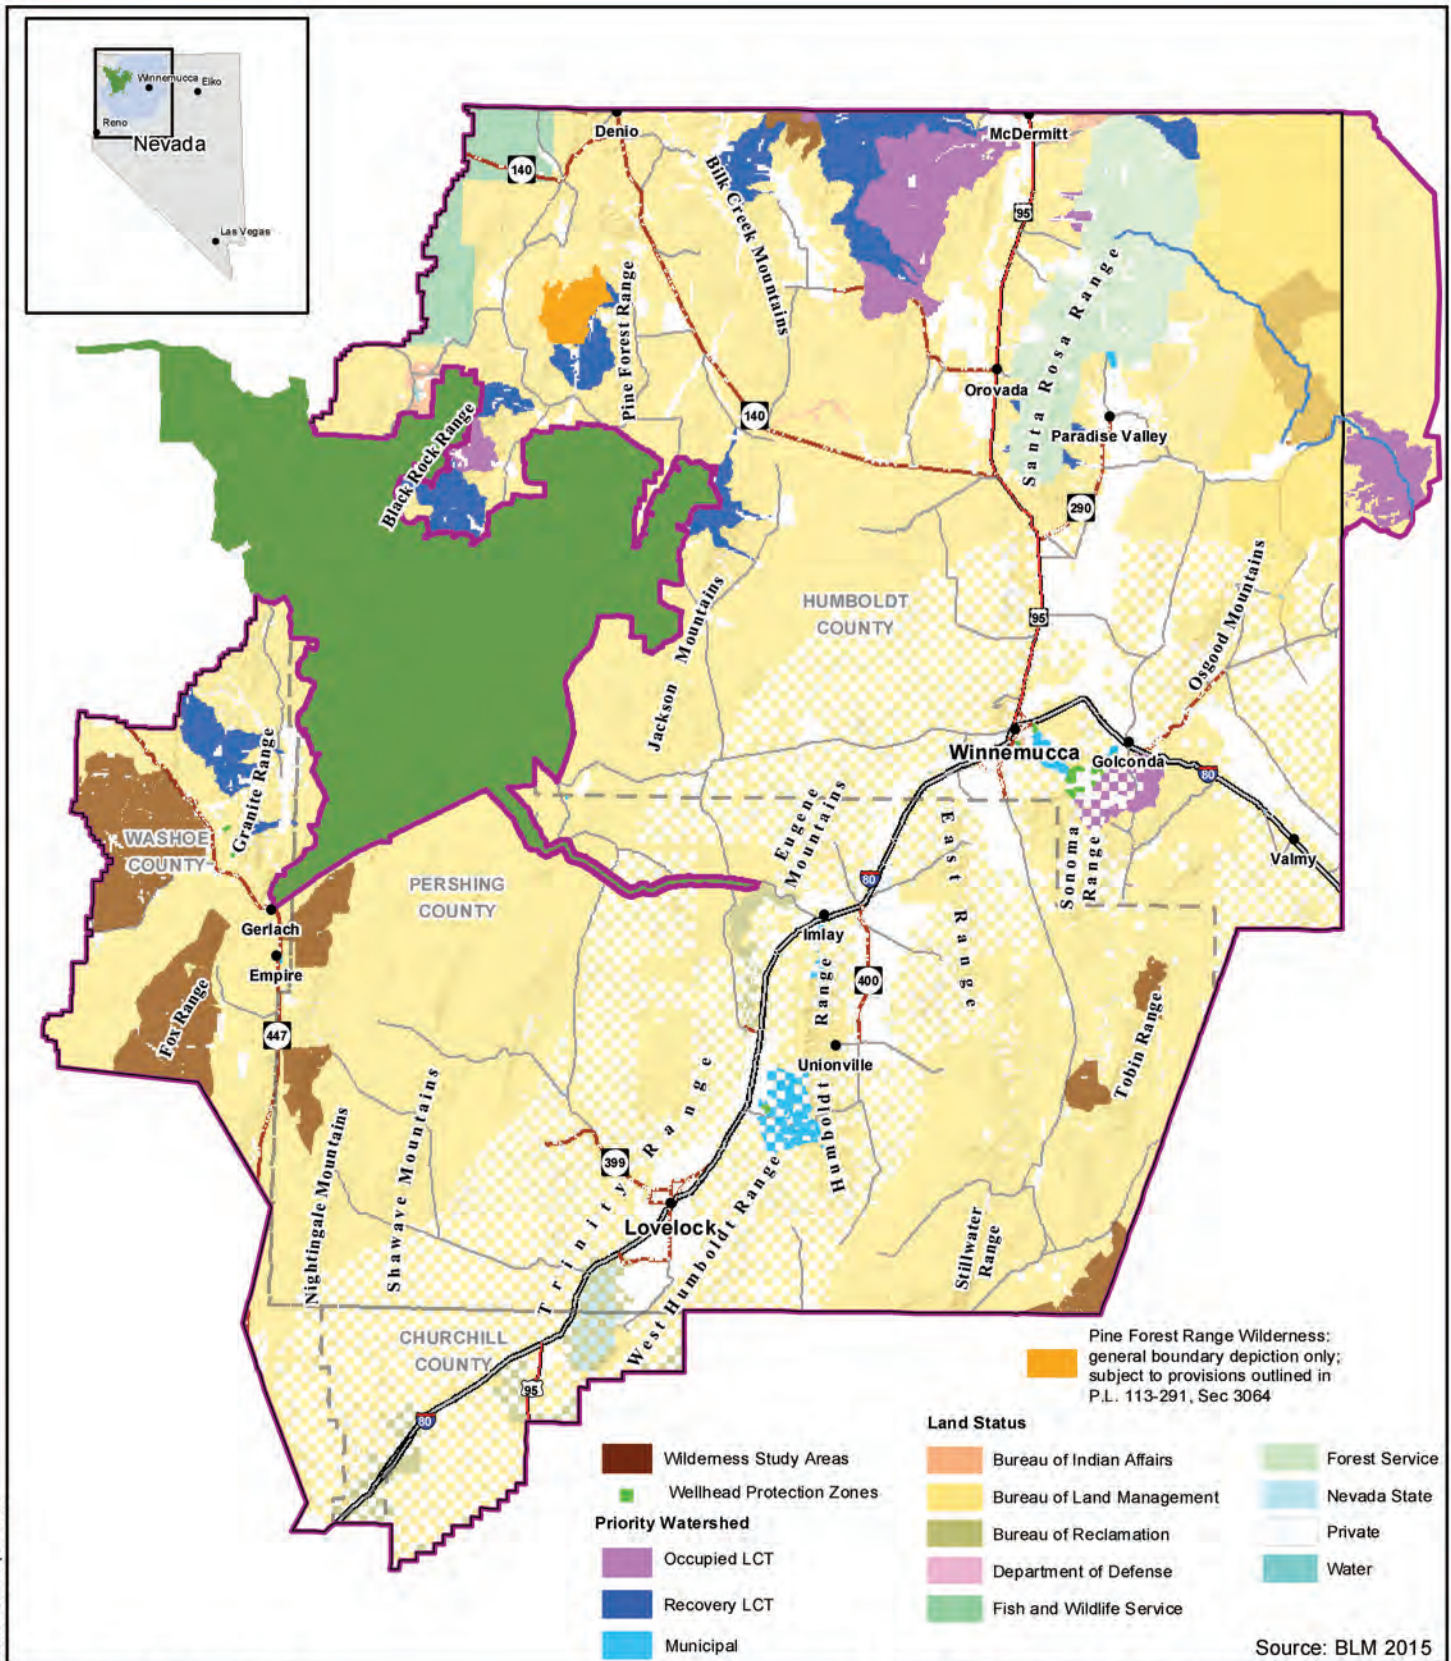 Winnemucca
Elko
Reno
Nevada
Las Vegas
Denio
McDermitt
140
95
Bilk Creek Mountains
Pine Forest Range
Santa Rosa Range
Orovada
140
Paradise Valley
Black Rock Range
290
HUMBOLDT
COUNTY
95
Jackson Mountains
Osgood Mountains
Winnemucca
Golconda
80
Granite Range
WASHOE
COUNTY
Eugene
Mountains
East Range
Sonoma
Range
Valmy
PERSHING
COUNTY
80
Gerlach
Imlay
Empire
400
Fox Range
447
Tobin Range
Unionville
Humboldt Range
Nightingale Mountains
Shawave Mountains
Trinity Range
399
Lovelock
West Humboldt Range
Stillwater
Range
CHURCHILL
COUNTY
95
80
Pine Forest Range Wilderness:
general boundary depiction only;
subject to provisions outlined in
P.L. 113-291, Sec 3064
Wilderness Study Areas
Wellhead Protection Zones
Priority Watershed
Occupied LCT
Recovery LCT
Municipal
Land Status
Bureau of Indian Affairs
Bureau of Land Management
Bureau of Reclamation
Department of Defense
Fish and Wildlife Service
Forest Service
Nevada State
Private
Water
Source: BLM 2015